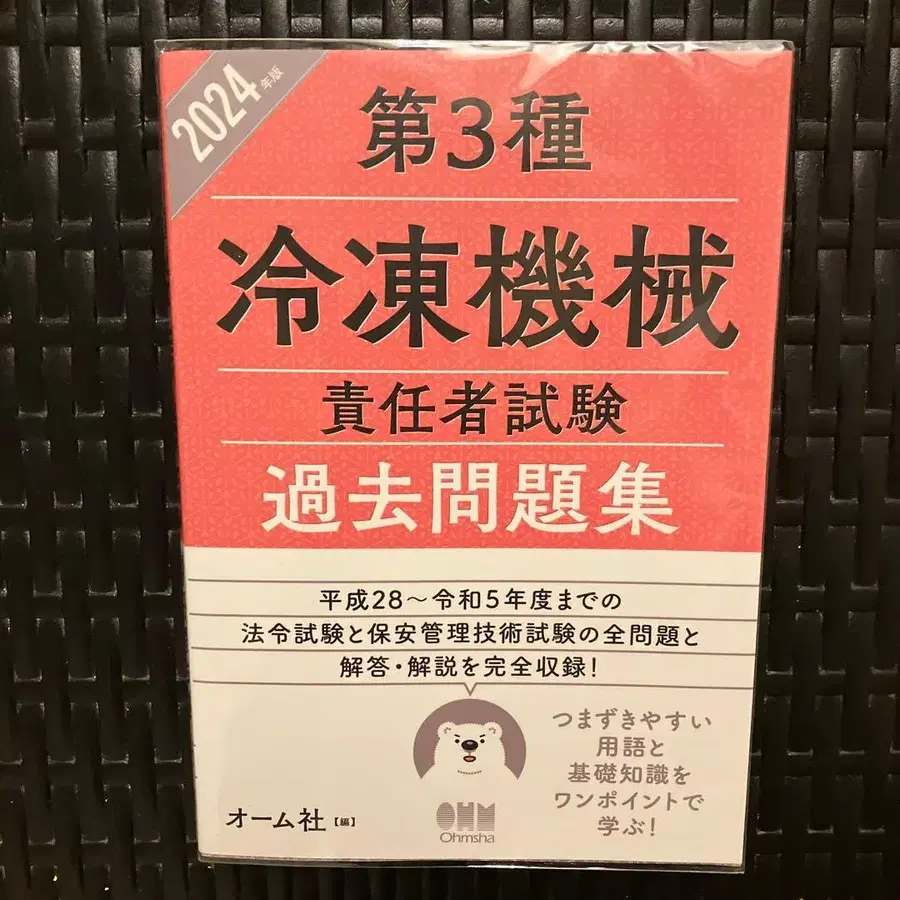 2024年版
第3種
冷凍機械
責任者試験
過去問題集
平成28～令和5年度までの
法令試験と保安管理技術試験の全問題と
解答・解説を完全収録！
つまずきやすい
用語と
基礎知識を
ワンポイントで
学ぶ！
オーム社【編】
OHM
Ohmsha